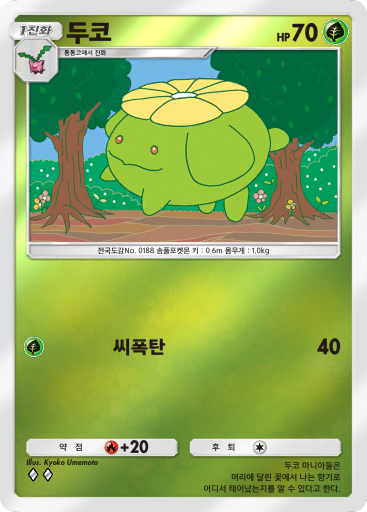 1진화 두코 HP 70
통통코에서 진화
전국도감No. 0188 솜풀포켓몬 키 : 0.6m 몸무게 : 1.0kg
씨폭탄 40
약 점 +20 후 퇴
Illus. Kyoko Umemoto
두코 마니아들은
머리에 달린 꽃에서 나는 향기로
어디서 태어났는지를 알 수 있다고 한다.